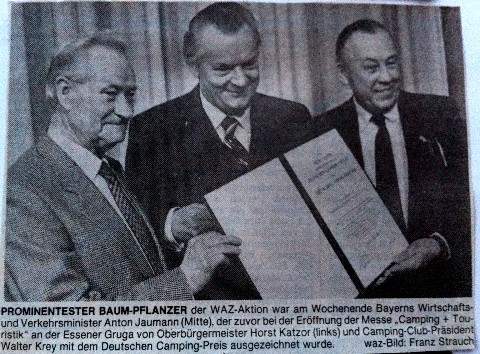 PROMINENTESTER BAUM-PFLANZER der WAZ-Aktion war am Wochenende Bayerns Wirtschafts-
und Verkehrsminister Anton Jaumann (Mitte), der zuvor bei der Eröffnung der Messe „Camping + Tou-
ristik“ an der Essener Gruga von Oberbürgermeister Horst Katzor (links) und Camping-Club-Präsident
Walter Krey mit dem Deutschen Camping-Preis ausgezeichnet wurde. waz-Bild: Franz Strauch